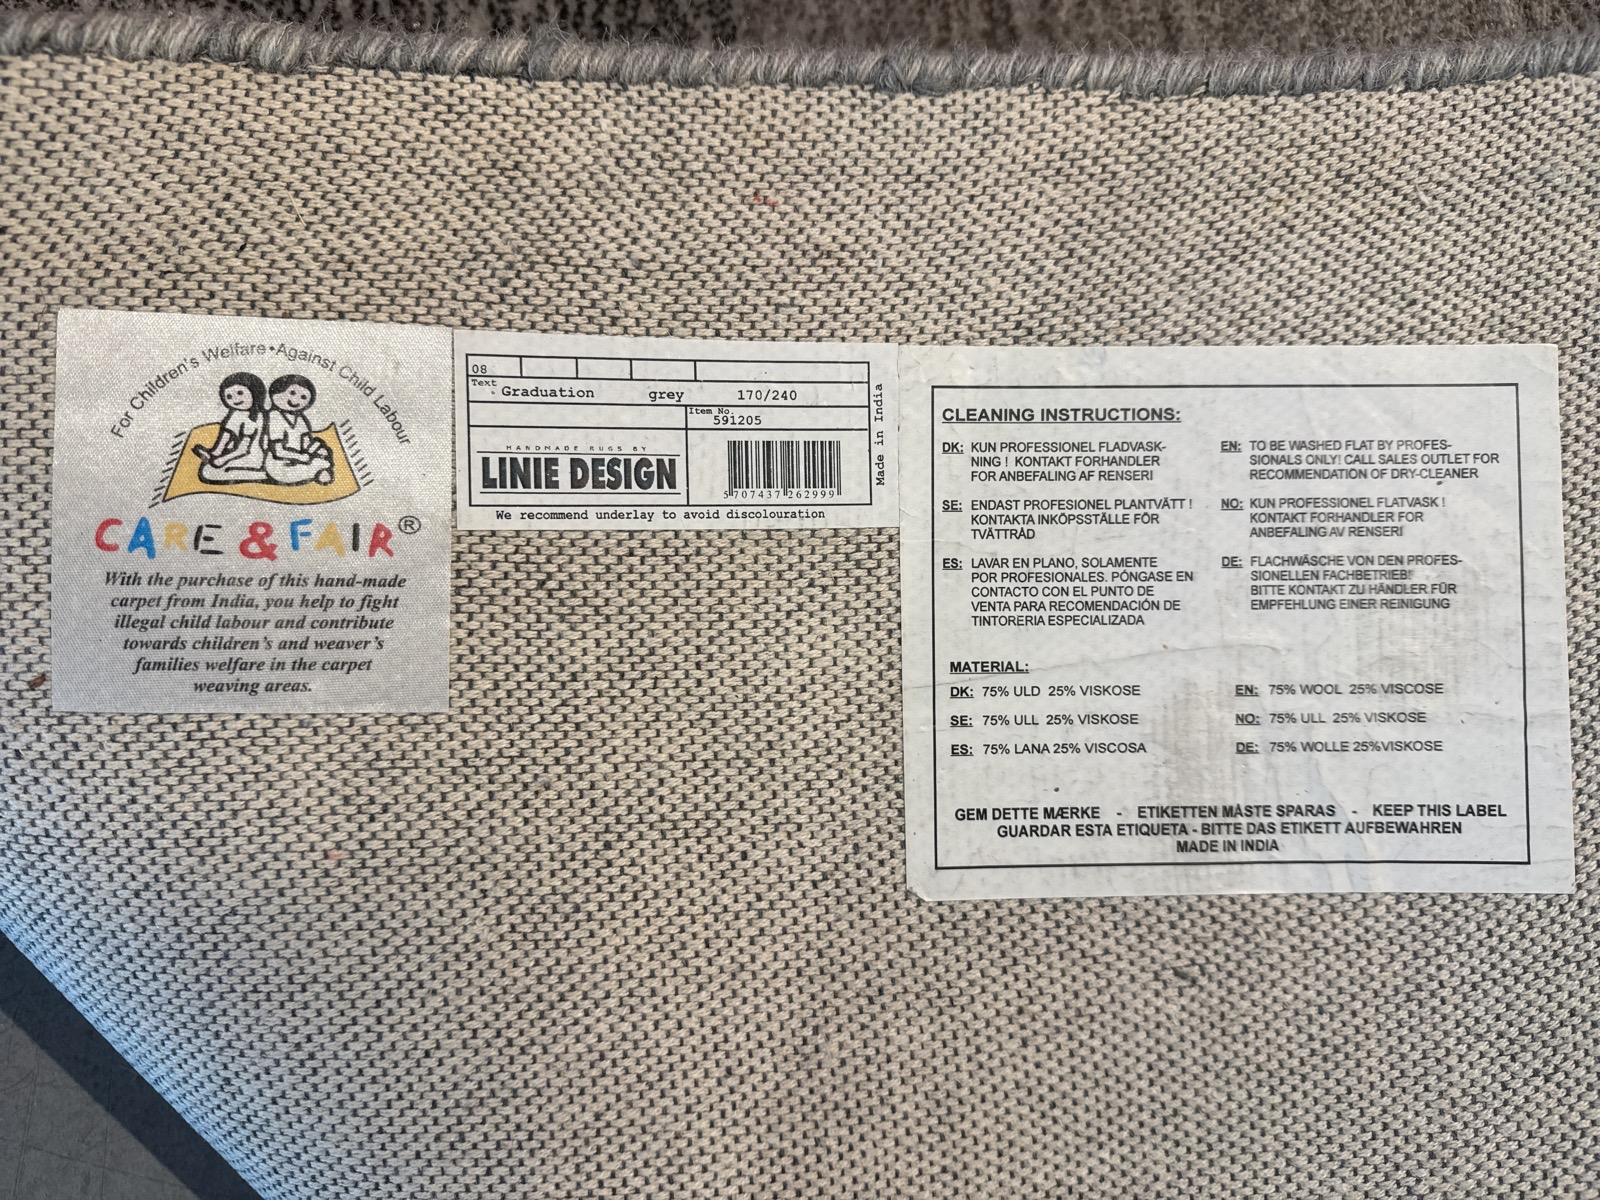 For Children's Welfare•Against Child Labour
CARE & FAIR®
With the purchase of this hand-made
carpet from India, you help to fight
illegal child labour and contribute
towards children's and weaver's
families welfare in the carpet
weaving areas.
08
Text
Graduation grey 170/240
Item No.
591205
HANDMADE RUGS BY
LINIE DESIGN
5 707437 262999
We recommend underlay to avoid discolouration
Made in India
CLEANING INSTRUCTIONS:
DK: KUN PROFESSIONEL FLADVASK-
NING ! KONTAKT FORHANDLER
FOR ANBEFALING AF RENSERI
SE: ENDAST PROFESIONEL PLANTVÄTT !
KONTAKTA INKÖPSSTÄLLE FÖR
TVÄTTRÅD
ES: LAVAR EN PLANO, SOLAMENTE
POR PROFESIONALES. PÓNGASE EN
CONTACTO CON EL PUNTO DE
VENTA PARA RECOMENDACIÓN DE
TINTORERIA ESPECIALIZADA
EN: TO BE WASHED FLAT BY PROFES-
SIONALS ONLY! CALL SALES OUTLET FOR
RECOMMENDATION OF DRY-CLEANER
NO: KUN PROFESSIONEL FLATVASK !
KONTAKT FORHANDLER FOR
ANBEFALING AV RENSERI
DE: FLACHWÄSCHE VON DEN PROFES-
SIONELLEN FACHBETRIEB!
BITTE KONTAKT ZU HÄNDLER FÜR
EMPFEHLUNG EINER REINIGUNG
MATERIAL:
DK: 75% ULD 25% VISKOSE
EN: 75% WOOL 25% VISCOSE
SE: 75% ULL 25% VISKOSE
NO: 75% ULL 25% VISKOSE
ES: 75% LANA 25% VISCOSA
DE: 75% WOLLE 25%VISKOSE
GEM DETTE MÆRKE - ETIKETTEN MÅSTE SPARAS - KEEP THIS LABEL
GUARDAR ESTA ETIQUETA - BITTE DAS ETIKETT AUFBEWAHREN
MADE IN INDIA